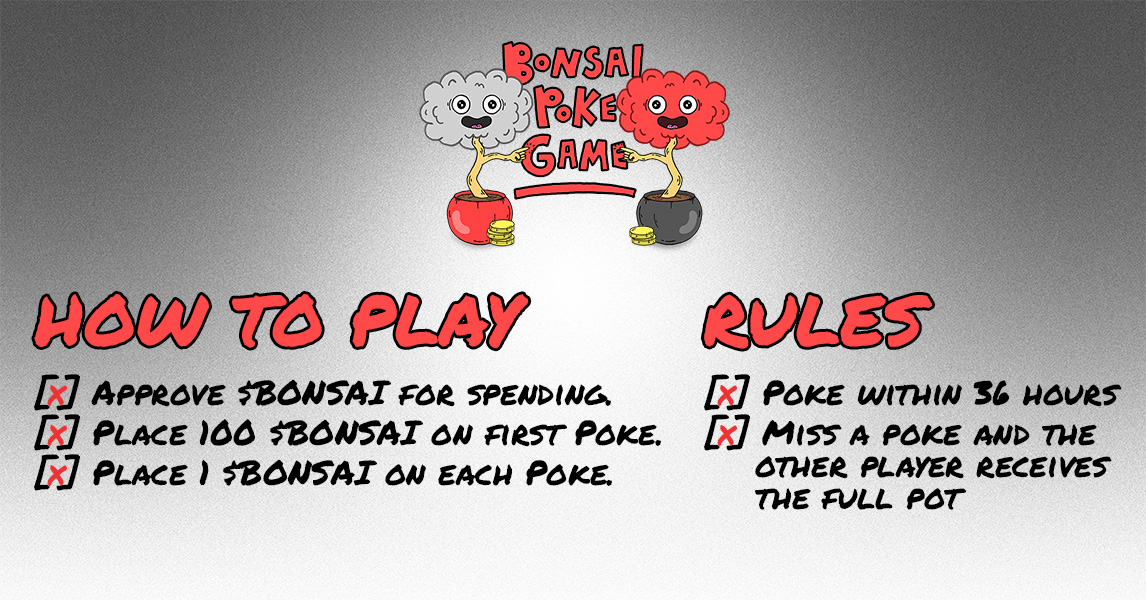 BONSAI
POKE
GAME
HOW TO PLAY
[x] APPROVE $BONSAI FOR SPENDING.
[x] PLACE 100 $BONSAI ON FIRST POKE.
[x] PLACE 1 $BONSAI ON EACH POKE.
RULES
[x] POKE WITHIN 36 HOURS
[x] MISS A POKE AND THE
OTHER PLAYER RECEIVES
THE FULL POT